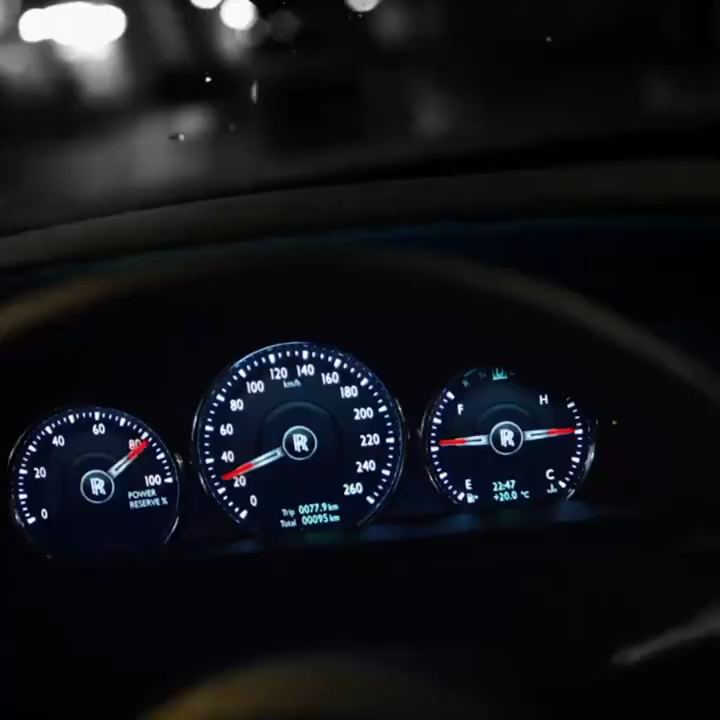 0
20
40
60
80
100
POWER
RESERVE %
0
20
40
60
80
100
120
140
160
180
200
220
240
260
km/h
Trip 0077.9 km
Total 00095 km
F
H
E
C
22:47
+20.0 °C